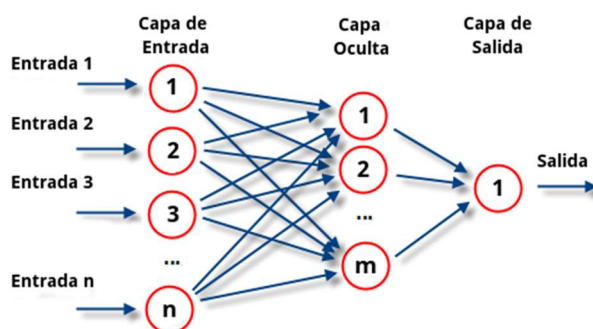 Capa de
Entrada
Capa
Oculta
Capa de
Salida
Entrada 1
1
Entrada 2
2
Entrada 3
3
...
Entrada n
n
1
2
...
m
1
Salida